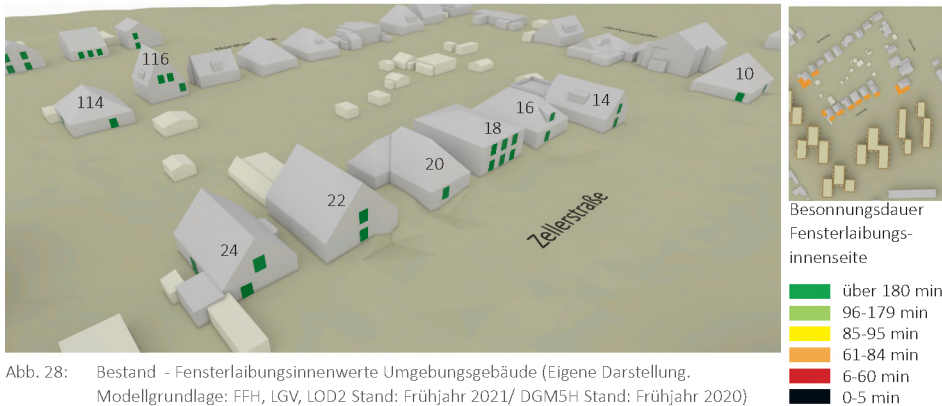 116
114
10
14
16
18
20
22
24
Zellerstraße
Besonnungsdauer
Fensterlaibungs-
innenseite
über 180 min
96-179 min
85-95 min
61-84 min
6-60 min
0-5 min
Abb. 28: Bestand - Fensterlaibungsinnenwerte Umgebungsgebäude (Eigene Darstellung.
Modellgrundlage: FFH, LGV, LOD2 Stand: Frühjahr 2021/ DGM5H Stand: Frühjahr 2020)